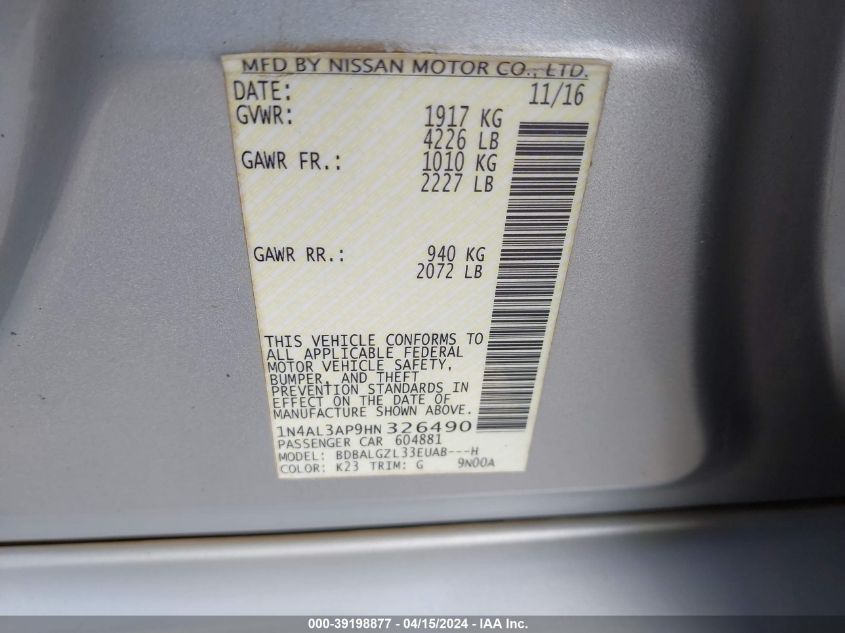 MFD BY NISSAN MOTOR CO., LTD.
DATE: 11/16
GVWR: 1917 KG
4226 LB
GAWR FR.: 1010 KG
2227 LB
GAWR RR.: 940 KG
2072 LB
THIS VEHICLE CONFORMS TO
ALL APPLICABLE FEDERAL
MOTOR VEHICLE SAFETY,
BUMPER, AND THEFT
PREVENTION STANDARDS IN
EFFECT ON THE DATE OF
MANUFACTURE SHOWN ABOVE.
1N4AL3AP9HN 326490
PASSENGER CAR 604881
MODEL: BDBALGZL33EUAB---H
COLOR: K23 TRIM: G 9N00A
000-39198877 - 04/15/2024 - IAA Inc.